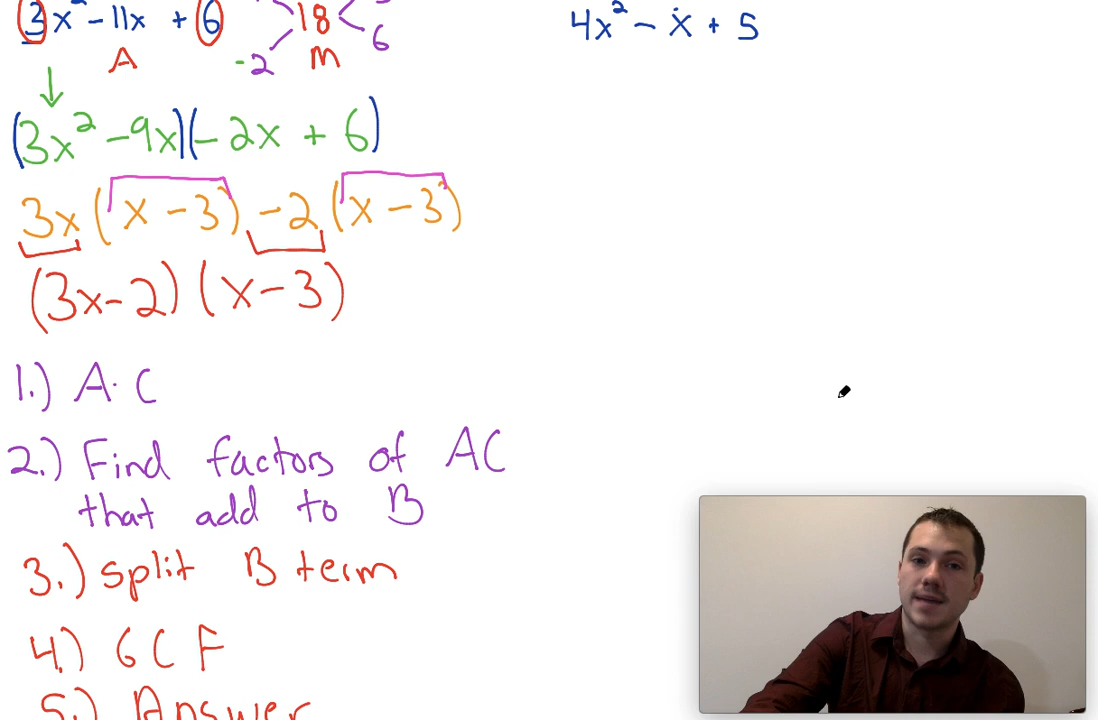 3x² - 11x + 6
18
6
A
-2
M
(3x² - 9x)(- 2x + 6)
3x (x - 3) - 2 (x - 3)
(3x - 2) (x - 3)
1.) A·C
2.) Find factors of AC
that add to B
3.) split B term
4.) GCF
5.) Answer
4x² - x + 5